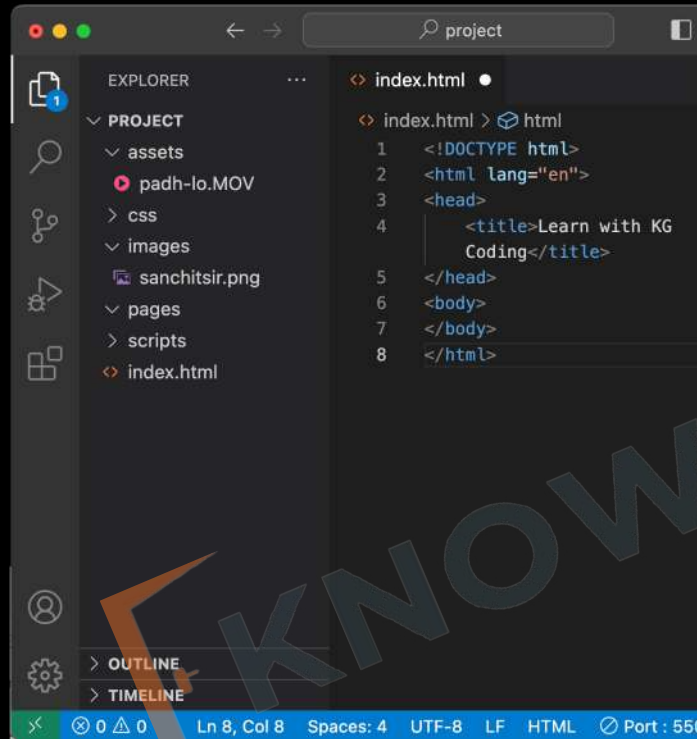 project
EXPLORER ...
index.html
PROJECT
assets
padh-lo.MOV
css
images
sanchitsir.png
pages
scripts
index.html
OUTLINE
TIMELINE
index.html > html
1 <!DOCTYPE html>
2 <html lang="en">
3 <head>
4 <title>Learn with KG
Coding</title>
5 </head>
6 <body>
7 </body>
8 </html>
1
KNOW
0 0 Ln 8, Col 8 Spaces: 4 UTF-8 LF HTML Port : 550